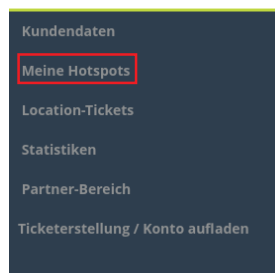 Kundendaten
Meine Hotspots
Location-Tickets
Statistiken
Partner-Bereich
Ticketerstellung / Konto aufladen